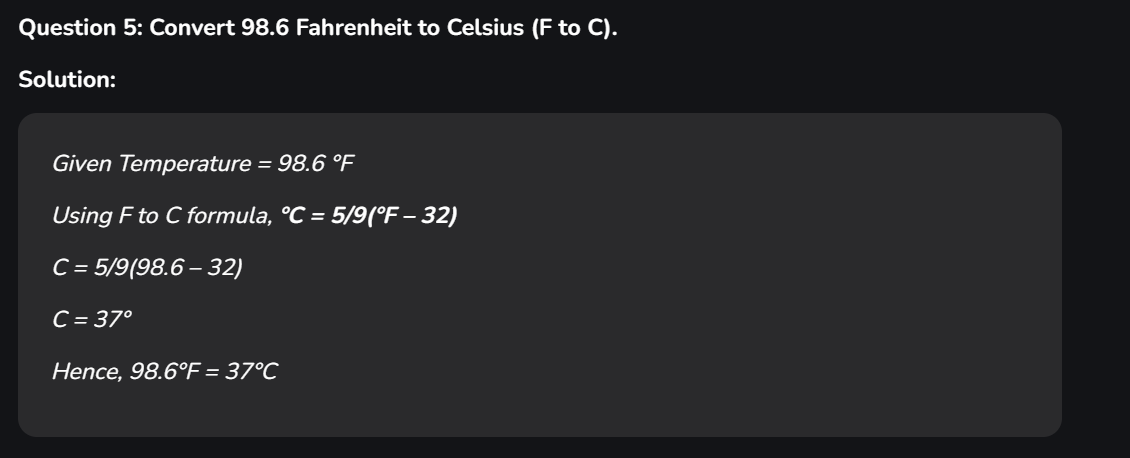 Question 5: Convert 98.6 Fahrenheit to Celsius (F to C).
Solution:
Given Temperature = 98.6 °F
Using F to C formula, °C = 5/9(°F – 32)
C = 5/9(98.6 – 32)
C = 37°
Hence, 98.6°F = 37°C